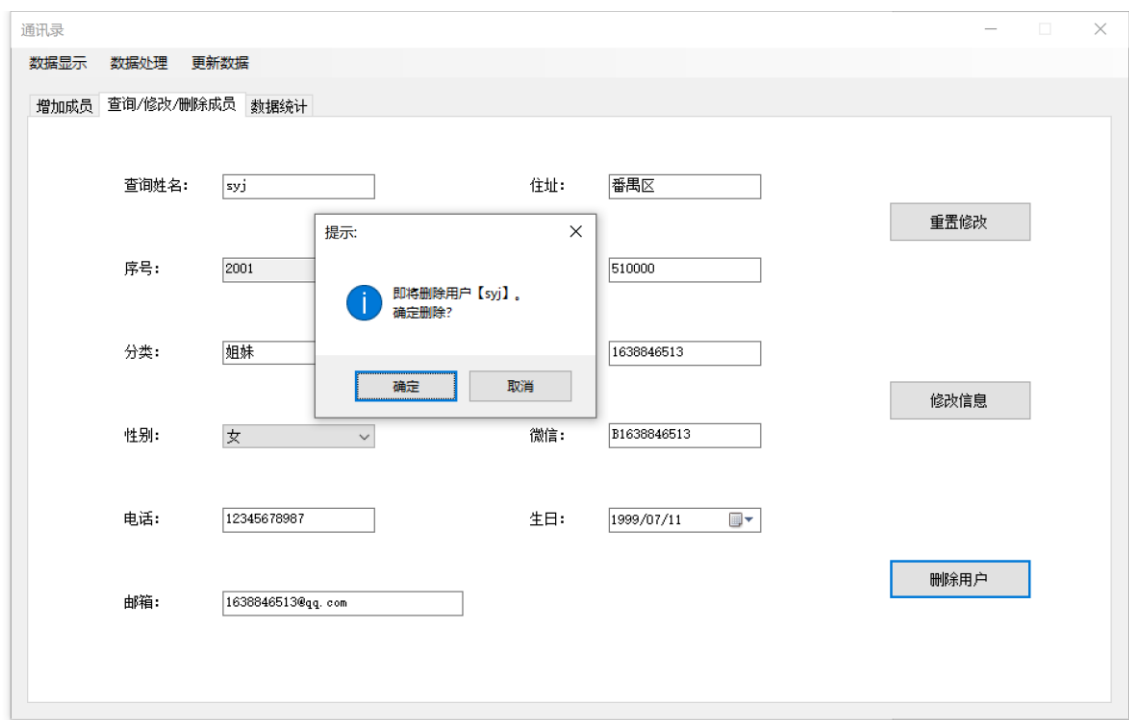 通讯录
数据显示 数据处理 更新数据
增加成员 查询/修改/删除成员 数据统计
查询姓名: syj 住址: 番禺区
重置修改
提示:
序号: 2001 510000
即将删除用户【syj】。
确定删除?
分类: 姐妹 1638846513
确定 取消
修改信息
性别: 女 微信: B1638846513
电话: 12345678987 生日: 1999/07/11
删除用户
邮箱: 1638846513@qq.com